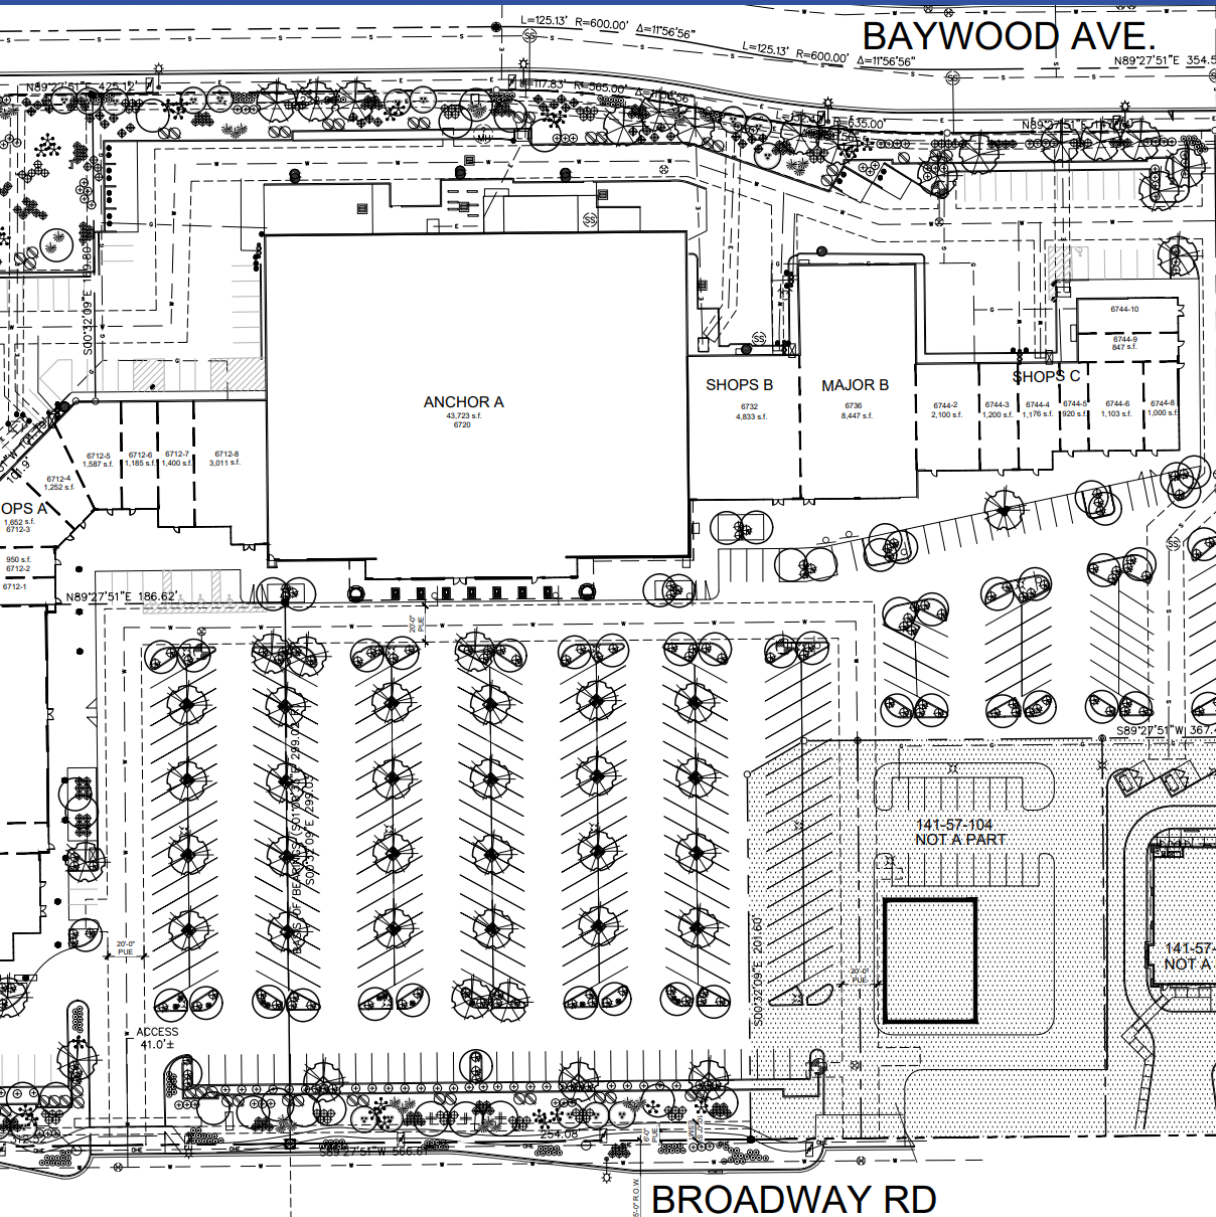 L=125.13' R=600.00' Δ=11°56'56"
L=125.13' R=600.00' Δ=11°56'56"
BAYWOOD AVE.
N89°27'51"E 354.5
N89°27'51"E 425.12'
ANCHOR A
43,723 s.f.
6720
SHOPS B
6732
4,833 s.f.
MAJOR B
6736
8,447 s.f.
SHOPS C
6744-10
6744-9
847 s.f.
6744-2
2,100 s.f.
6744-3
1,200 s.f.
6744-4
1,176 s.f.
6744-5
920 s.f.
6744-6
1,103 s.f.
6744-8
1,000 s.f.
6712-5
1,587 s.f.
6712-6
1,185 s.f.
6712-7
1,400 s.f.
6712-8
3,011 s.f.
6712-4
1,252 s.f.
OPS A
1,652 s.f.
6712-3
950 s.f.
6712-2
6712-1
N89°27'51"E 186.62'
20'-0"
PUE
S89°27'51"W 367.4
141-57-104
NOT A PART
141-57-
NOT A
S00°32'09"E 201.60'
20'-0"
PUE
20'-0"
PUE
ACCESS
41.0'±
254.08'
BROADWAY RD